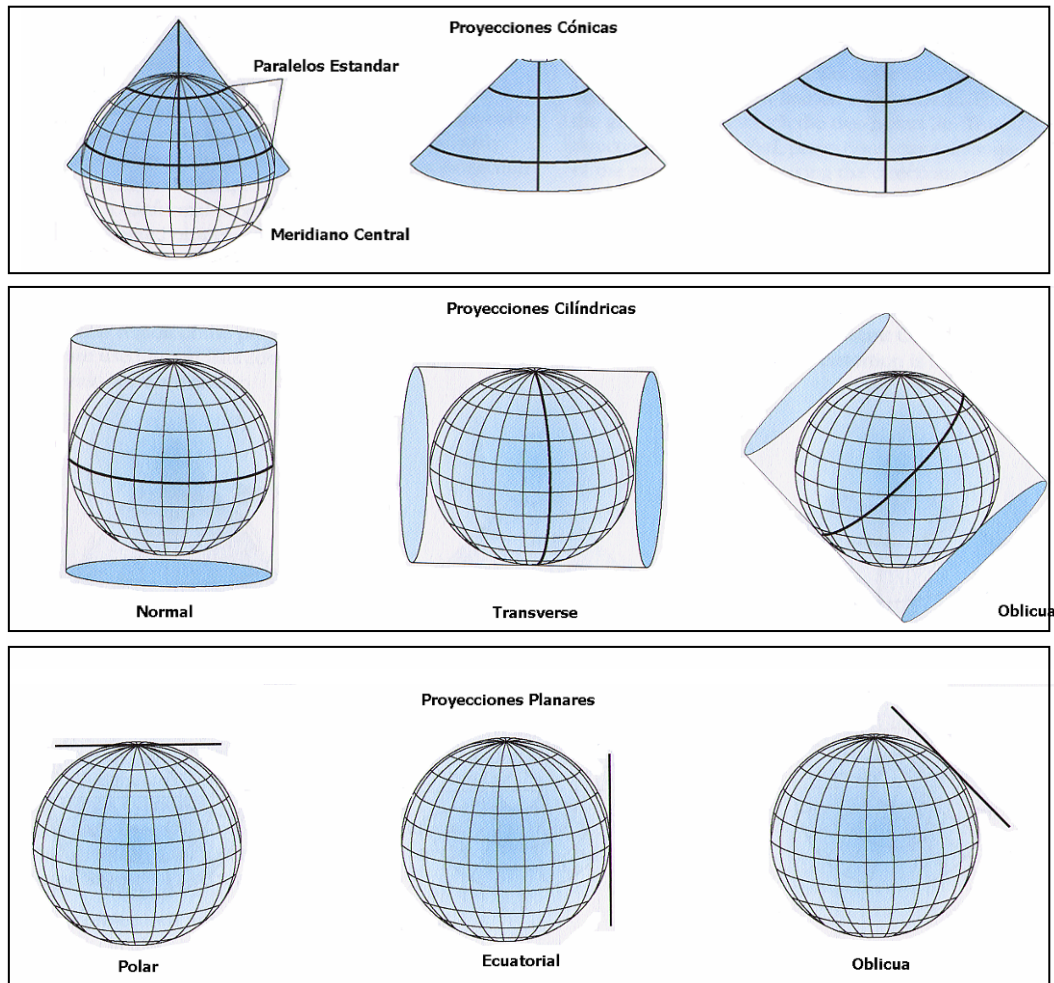 Proyecciones Cónicas
Paralelos Estandar
Meridiano Central
Proyecciones Cilíndricas
Normal
Transverse
Oblicua
Proyecciones Planares
Polar
Ecuatorial
Oblicua